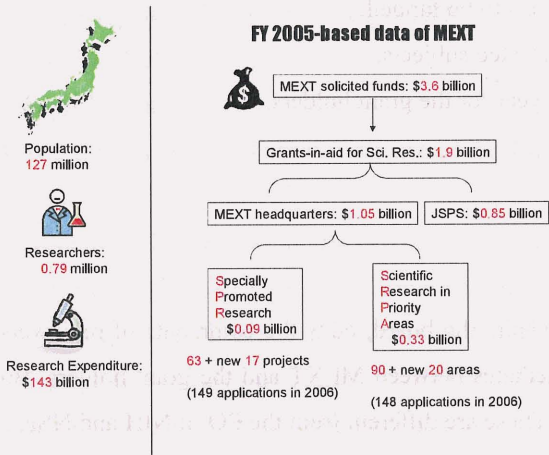 FY 2005-based data of MEXT
$
MEXT solicited funds: $3.6 billion
Grants-in-aid for Sci. Res.: $1.9 billion
MEXT headquarters: $1.05 billion
JSPS: $0.85 billion
Specially
Promoted
Research
$0.09 billion
63 + new 17 projects
(149 applications in 2006)
Scientific
Research in
Priority
Areas
$0.33 billion
90 + new 20 areas
(148 applications in 2006)
Population:
127 million
Researchers:
0.79 million
Research Expenditure:
$143 billion